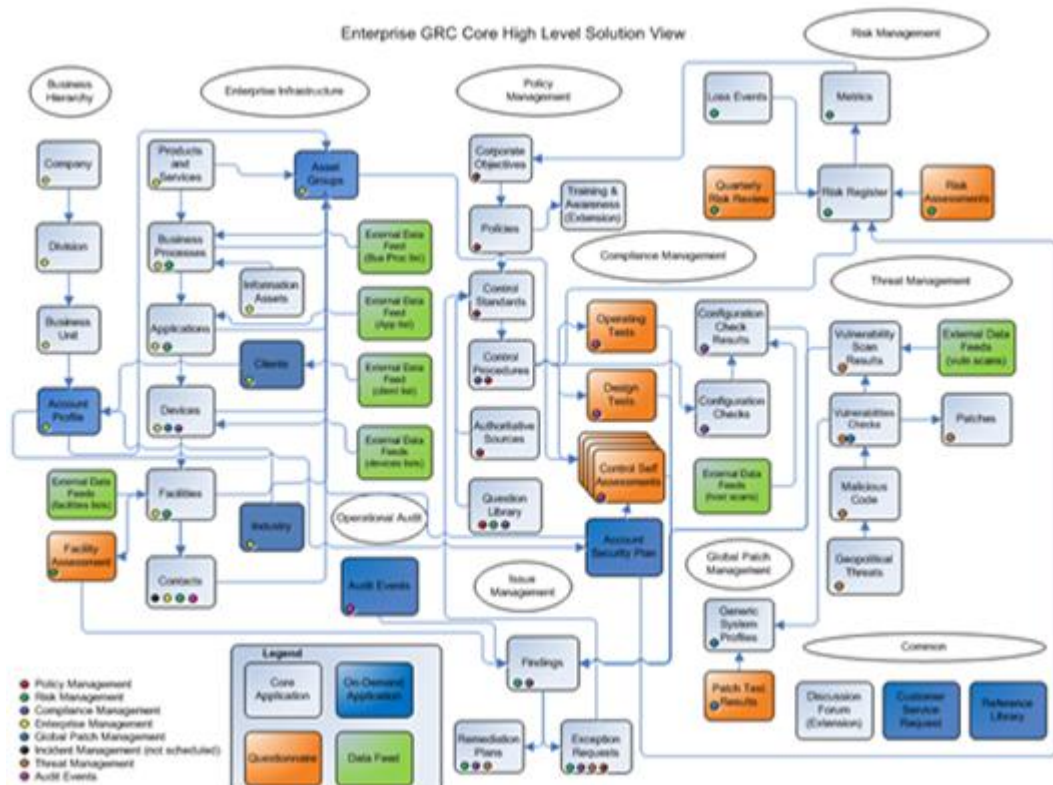 Enterprise GRC Core High Level Solution View
Risk Management
Business
Hierarchy
Enterprise Infrastructure
Policy
Management
Loss Events
Metrics
Company
Products
and
Services
Asset
Groups
Corporate
Objectives
Training &
Awareness
(Extension)
Quarterly
Risk Review
Risk Register
Risk
Assessments
Division
Business
Processes
External Data
Feed
(Bus Proc list)
Policies
Compliance Management
Threat Management
Information
Assets
Control
Standards
Business
Unit
Applications
External Data
Feed
(App list)
Operating
Tests
Configuration
Check
Results
Vulnerability
Scan
Results
External Data
Feeds
(vuln scans)
Clients
Control
Procedures
Account
Profile
Devices
External Data
Feed
(client list)
Design
Tests
Configuration
Checks
Vulnerabilities
Checks
Patches
Authoritative
Sources
External Data
Feeds
(devices lists)
Control Self
Assessments
External Data
Feeds
(host scans)
Malicious
Code
External Data
Feeds
(facilities lists)
Facilities
Question
Library
Industry
Operational Audit
Account
Security Plan
Facility
Assessment
Contacts
Global Patch
Management
Geopolitical
Threats
Audit Events
Issue
Management
Generic
System
Profiles
Common
Findings
Patch Test
Results
Discussion
Forum
(Extension)
Customer
Service
Request
Reference
Library
Remediation
Plans
Exception
Requests
Legend
Core
Application
On-Demand
Application
Questionnaire
Data Feed
Policy Management
Risk Management
Compliance Management
Enterprise Management
Global Patch Management
Incident Management (not scheduled)
Threat Management
Audit Events